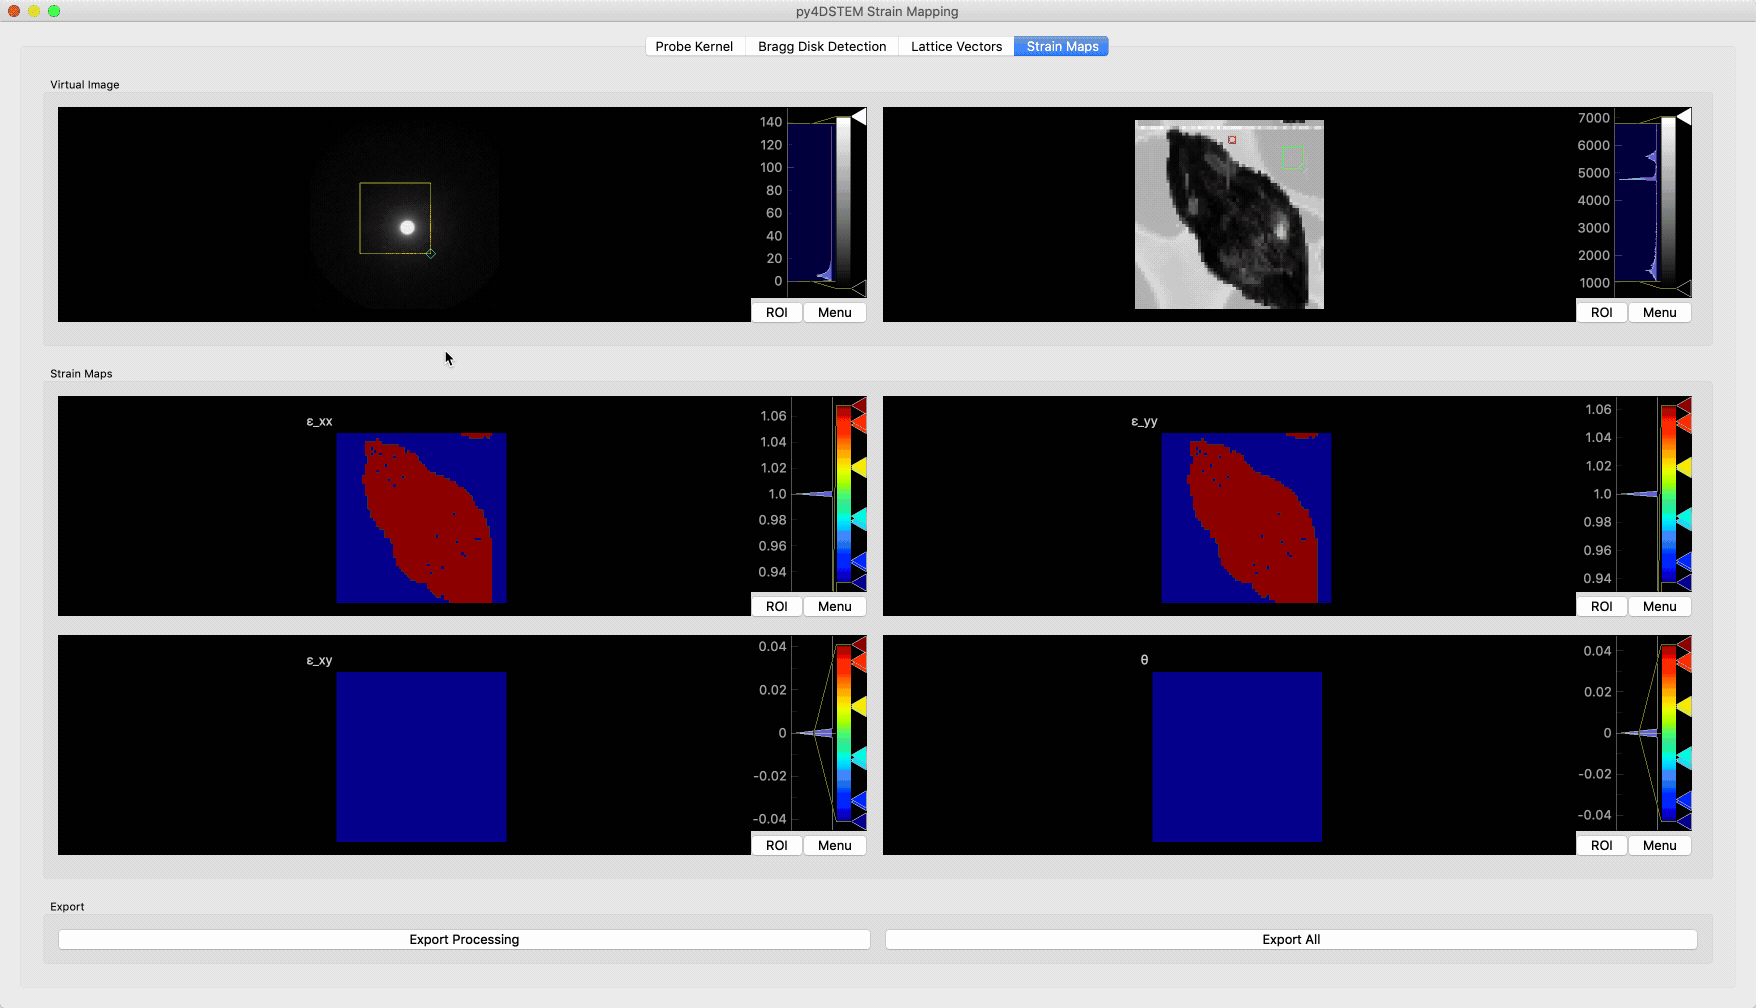 py4DSTEM Strain Mapping
Probe Kernel Bragg Disk Detection Lattice Vectors Strain Maps
Virtual Image
140
120
100
80
60
40
20
0
ROI Menu
7000
6000
5000
4000
3000
2000
1000
ROI Menu
Strain Maps
ε_xx
1.06
1.04
1.02
1.0
0.98
0.96
0.94
ROI Menu
ε_yy
1.06
1.04
1.02
1.0
0.98
0.96
0.94
ROI Menu
ε_xy
0.04
0.02
0
-0.02
-0.04
ROI Menu
θ
0.04
0.02
0
-0.02
-0.04
ROI Menu
Export
Export Processing Export All